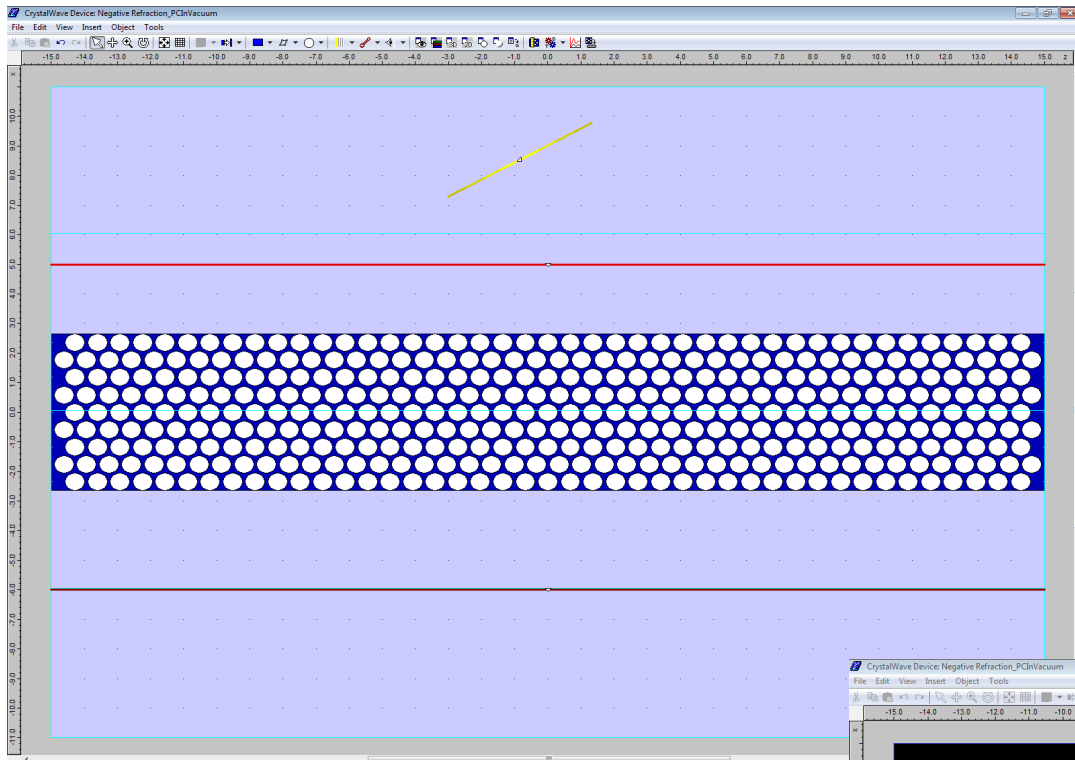 CrystalWave Device: Negative Refraction_PCInVacuum
File Edit View Insert Object Tools
-15.0 -14.0 -13.0 -12.0 -11.0 -10.0 -9.0 -8.0 -7.0 -6.0 -5.0 -4.0 -3.0 -2.0 -1.0 0.0 1.0 2.0 3.0 4.0 5.0 6.0 7.0 8.0 9.0 10.0 11.0 12.0 13.0 14.0 15.0 z
x
10.0
9.0
8.0
7.0
6.0
5.0
4.0
3.0
2.0
1.0
0.0
-1.0
-2.0
-3.0
-4.0
-5.0
-6.0
-7.0
-8.0
-9.0
-10.0
-11.0
CrystalWave Device: Negative Refraction_PCInVacuum
File Edit View Insert Object Tools
-15.0 -14.0 -13.0 -12.0 -11.0 -10.0
x